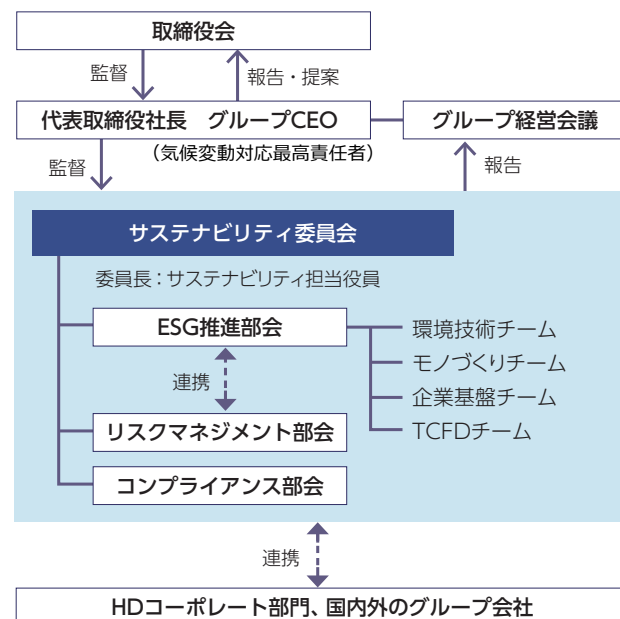 取締役会
監督
報告・提案
代表取締役社長　グループCEO
グループ経営会議
（気候変動対応最高責任者）
監督
報告
サステナビリティ委員会
委員長：サステナビリティ担当役員
ESG推進部会
環境技術チーム
モノづくりチーム
連携
企業基盤チーム
リスクマネジメント部会
TCFDチーム
コンプライアンス部会
連携
HDコーポレート部門、国内外のグループ会社